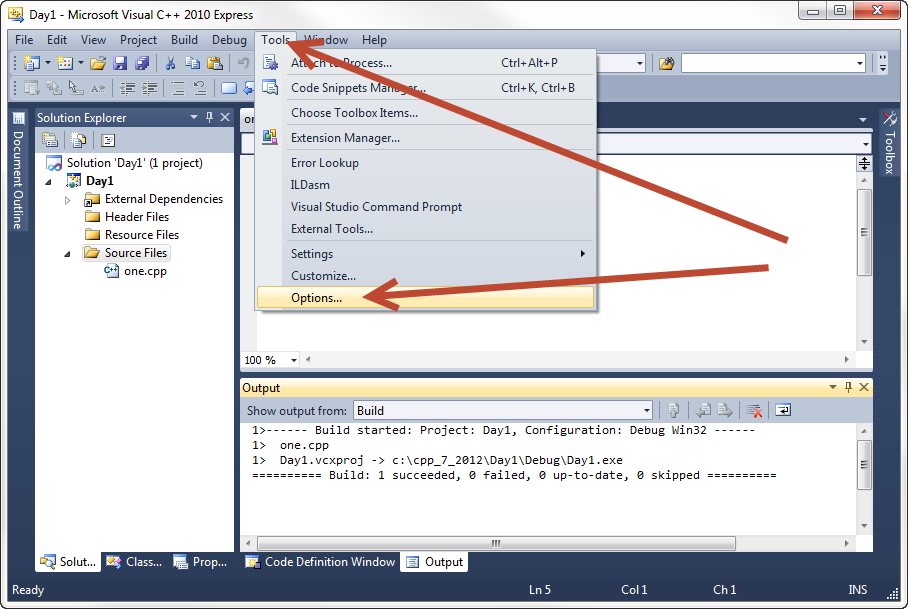 Day1 - Microsoft Visual C++ 2010 Express
File Edit View Project Build Debug Tools Window Help
Attach to Process... Ctrl+Alt+P
Code Snippets Manager... Ctrl+K, Ctrl+B
Choose Toolbox Items...
Extension Manager...
Error Lookup
ILDasm
Visual Studio Command Prompt
External Tools...
Settings
Customize...
Options...
Document Outline
Solution Explorer
Solution 'Day1' (1 project)
Day1
External Dependencies
Header Files
Resource Files
Source Files
one.cpp
Toolbox
100 %
Output
Show output from: Build
1>------ Build started: Project: Day1, Configuration: Debug Win32 ------
1>  one.cpp
1>  Day1.vcxproj -> c:\cpp_7_2012\Day1\Debug\Day1.exe
========== Build: 1 succeeded, 0 failed, 0 up-to-date, 0 skipped ==========
Solut... Class... Prop... Code Definition Window Output
Ready Ln 5 Col 1 Ch 1 INS